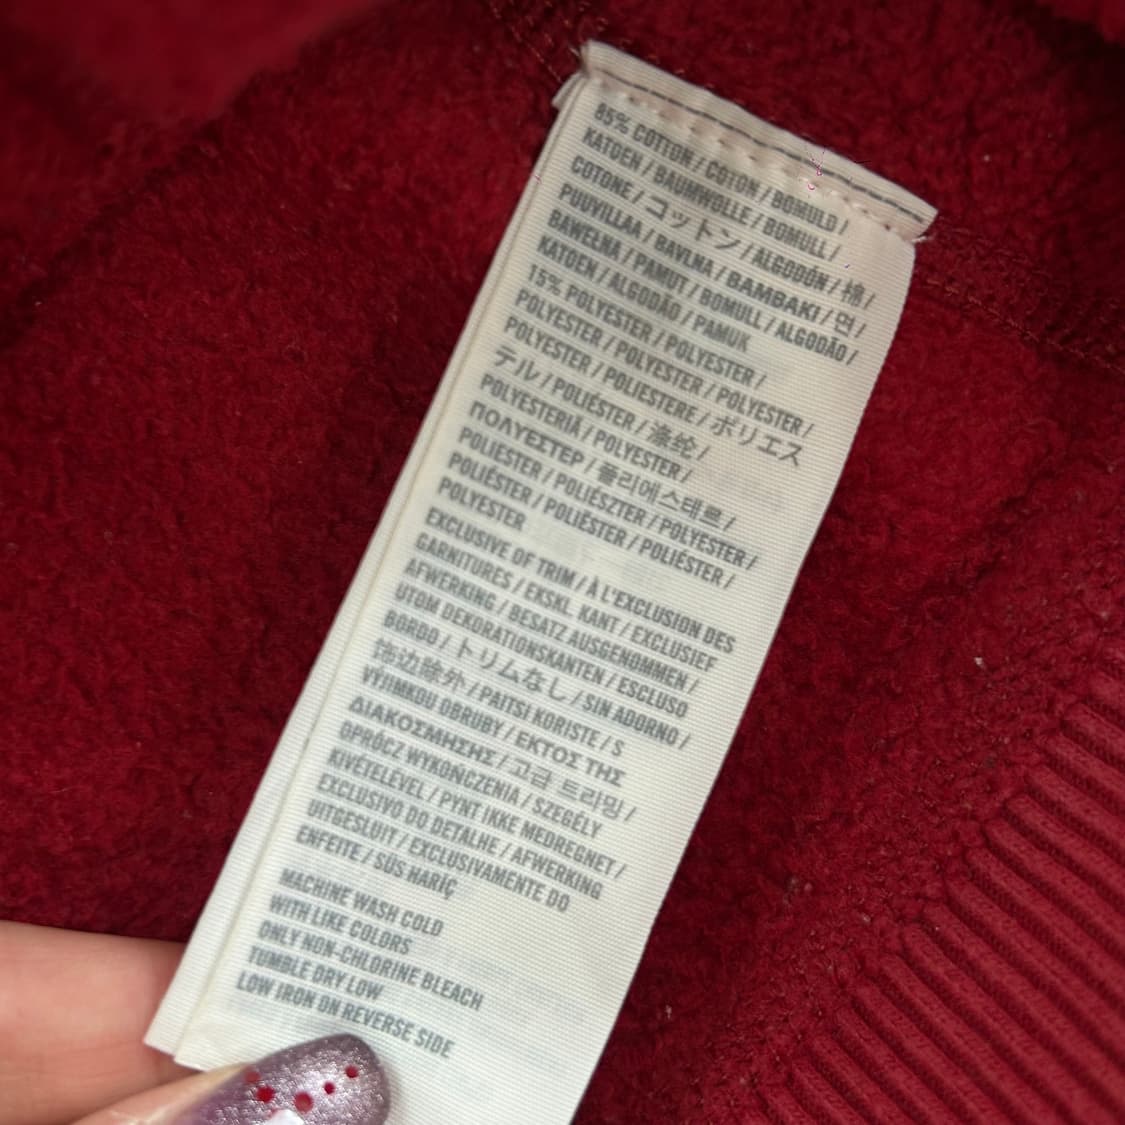 85% COTTON / COTON / BOMULD /
KATOEN / BAUMWOLLE / BOMULL /
COTONE / コットン / ALGODÓN / 棉 /
PUUVILLAA / BAVLNA / ΒΑΜΒΑΚΙ / 면 /
BAWEŁNA / PAMUT / BOMULL / ALGODÃO /
KATOEN / ALGODÃO / PAMUK
15% POLYESTER / POLYESTER /
POLYESTER / POLYESTER / POLYESTER /
POLYESTER / POLIESTERE / ポリエス
テル / POLIÉSTER / 涤纶 /
POLYESTERIÄ / POLYESTER /
ΠΟΛΥΕΣΤΕΡ / 폴리에스테르 /
POLIESTER / POLIÉSZTER / POLYESTER /
POLIÉSTER / POLIËSTER / POLIÉSTER /
POLYESTER
EXCLUSIVE OF TRIM / À L'EXCLUSION DES
GARNITURES / EKSKL. KANT / EXCLUSIEF
AFWERKING / BESATZ AUSGENOMMEN /
UTOM DEKORATIONSKANTEN / ESCLUSO
BORDO / トリムなし / SIN ADORNO /
饰边除外 / PAITSI KORISTE / S
VÝJIMKOU OBRUBY / ΕΚΤΟΣ ΤΗΣ
ΔΙΑΚΟΣΜΗΣΗΣ / 고급 트리밍 /
OPRÓCZ WYKOŃCZENIA / SZEGÉLY
KIVÉTELÉVEL / PYNT IKKE MEDREGNET /
EXCLUSIVO DO DETALHE / AFWERKING
UITGESLUIT / EXCLUSIVAMENTE DO
ENFEITE / SÜS HARİÇ
MACHINE WASH COLD
WITH LIKE COLORS
ONLY NON-CHLORINE BLEACH
TUMBLE DRY LOW
LOW IRON ON REVERSE SIDE